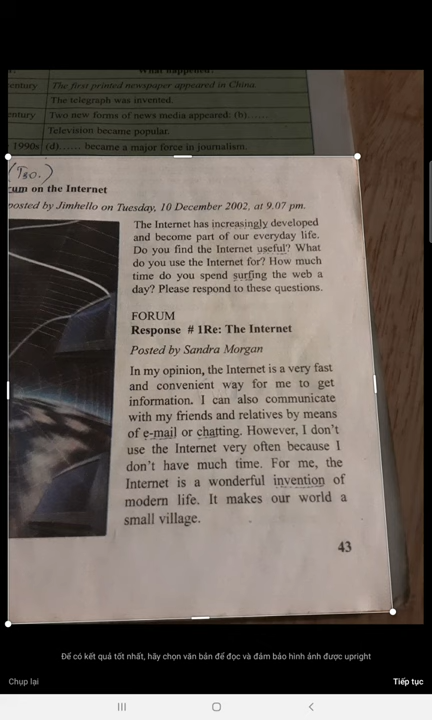 What happened?
entury The first printed newspaper appeared in China.
The telegraph was invented.
entury Two new forms of news media appeared: (b)......
Television became popular.
1990s (d)...... became a major force in journalism.
rum on the Internet
posted by Jimhello on Tuesday, 10 December 2002, at 9.07 pm.
The Internet has increasingly developed
and become part of our everyday life.
Do you find the Internet useful? What
do you use the Internet for? How much
time do you spend surfing the web a
day? Please respond to these questions.
FORUM
Response # 1Re: The Internet
Posted by Sandra Morgan
In my opinion, the Internet is a very fast
and convenient way for me to get
information. I can also communicate
with my friends and relatives by means
of e-mail or chatting. However, I don't
use the Internet very often because I
don't have much time. For me, the
Internet is a wonderful invention of
modern life. It makes our world a
small village.
43
Để có kết quả tốt nhất, hãy chọn văn bản để đọc và đảm bảo hình ảnh được upright
Chụp lại
Tiếp tục